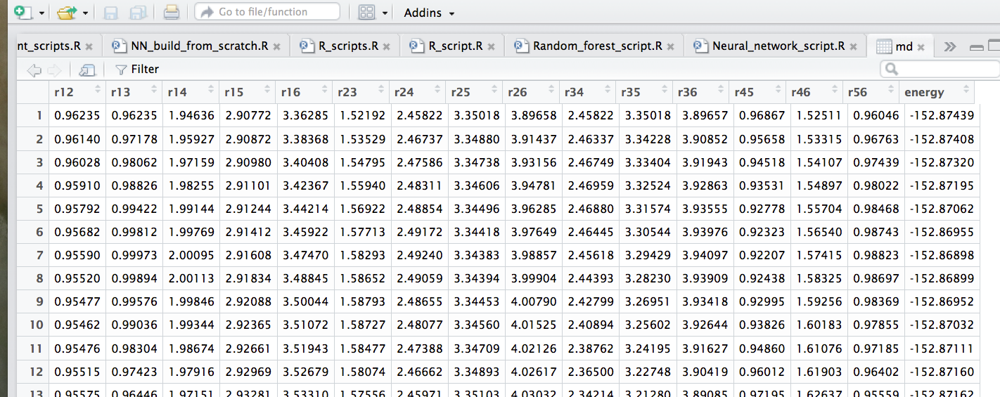 Go to file/function Addins
nt_scripts.R NN_build_from_scratch.R R_scripts.R R_script.R Random_forest_script.R Neural_network_script.R md
Filter
r12 r13 r14 r15 r16 r23 r24 r25 r26 r34 r35 r36 r45 r46 r56 energy
1 0.96235 0.96235 1.94636 2.90772 3.36285 1.52192 2.45822 3.35018 3.89658 2.45822 3.35018 3.89657 0.96867 1.52511 0.96046 -152.87439
2 0.96140 0.97178 1.95927 2.90872 3.38368 1.53529 2.46737 3.34880 3.91437 2.46337 3.34228 3.90852 0.95658 1.53315 0.96763 -152.87408
3 0.96028 0.98062 1.97159 2.90980 3.40408 1.54795 2.47586 3.34738 3.93156 2.46749 3.33404 3.91943 0.94518 1.54107 0.97439 -152.87320
4 0.95910 0.98826 1.98255 2.91101 3.42367 1.55940 2.48311 3.34606 3.94781 2.46959 3.32524 3.92863 0.93531 1.54897 0.98022 -152.87195
5 0.95792 0.99422 1.99144 2.91244 3.44214 1.56922 2.48854 3.34496 3.96285 2.46880 3.31574 3.93555 0.92778 1.55704 0.98468 -152.87062
6 0.95682 0.99812 1.99769 2.91412 3.45922 1.57713 2.49172 3.34418 3.97649 2.46445 3.30544 3.93976 0.92323 1.56540 0.98743 -152.86955
7 0.95590 0.99973 2.00095 2.91608 3.47470 1.58293 2.49240 3.34383 3.98857 2.45618 3.29429 3.94097 0.92207 1.57415 0.98823 -152.86898
8 0.95520 0.99894 2.00113 2.91834 3.48845 1.58652 2.49059 3.34394 3.99904 2.44393 3.28230 3.93909 0.92438 1.58325 0.98697 -152.86899
9 0.95477 0.99576 1.99846 2.92088 3.50044 1.58793 2.48655 3.34453 4.00790 2.42799 3.26951 3.93418 0.92995 1.59256 0.98369 -152.86952
10 0.95462 0.99036 1.99344 2.92365 3.51072 1.58727 2.48077 3.34560 4.01525 2.40894 3.25602 3.92644 0.93826 1.60183 0.97855 -152.87032
11 0.95476 0.98304 1.98674 2.92661 3.51943 1.58477 2.47388 3.34709 4.02126 2.38762 3.24195 3.91627 0.94860 1.61076 0.97185 -152.87111
12 0.95515 0.97423 1.97916 2.92969 3.52679 1.58074 2.46662 3.34893 4.02617 2.36500 3.22748 3.90419 0.96012 1.61903 0.96402 -152.87160
13 0.95575 0.96446 1.97151 2.93281 3.53310 1.57556 2.45971 3.35103 4.03032 2.34214 3.21280 3.89085 0.97195 1.62637 0.95559 -152.87162